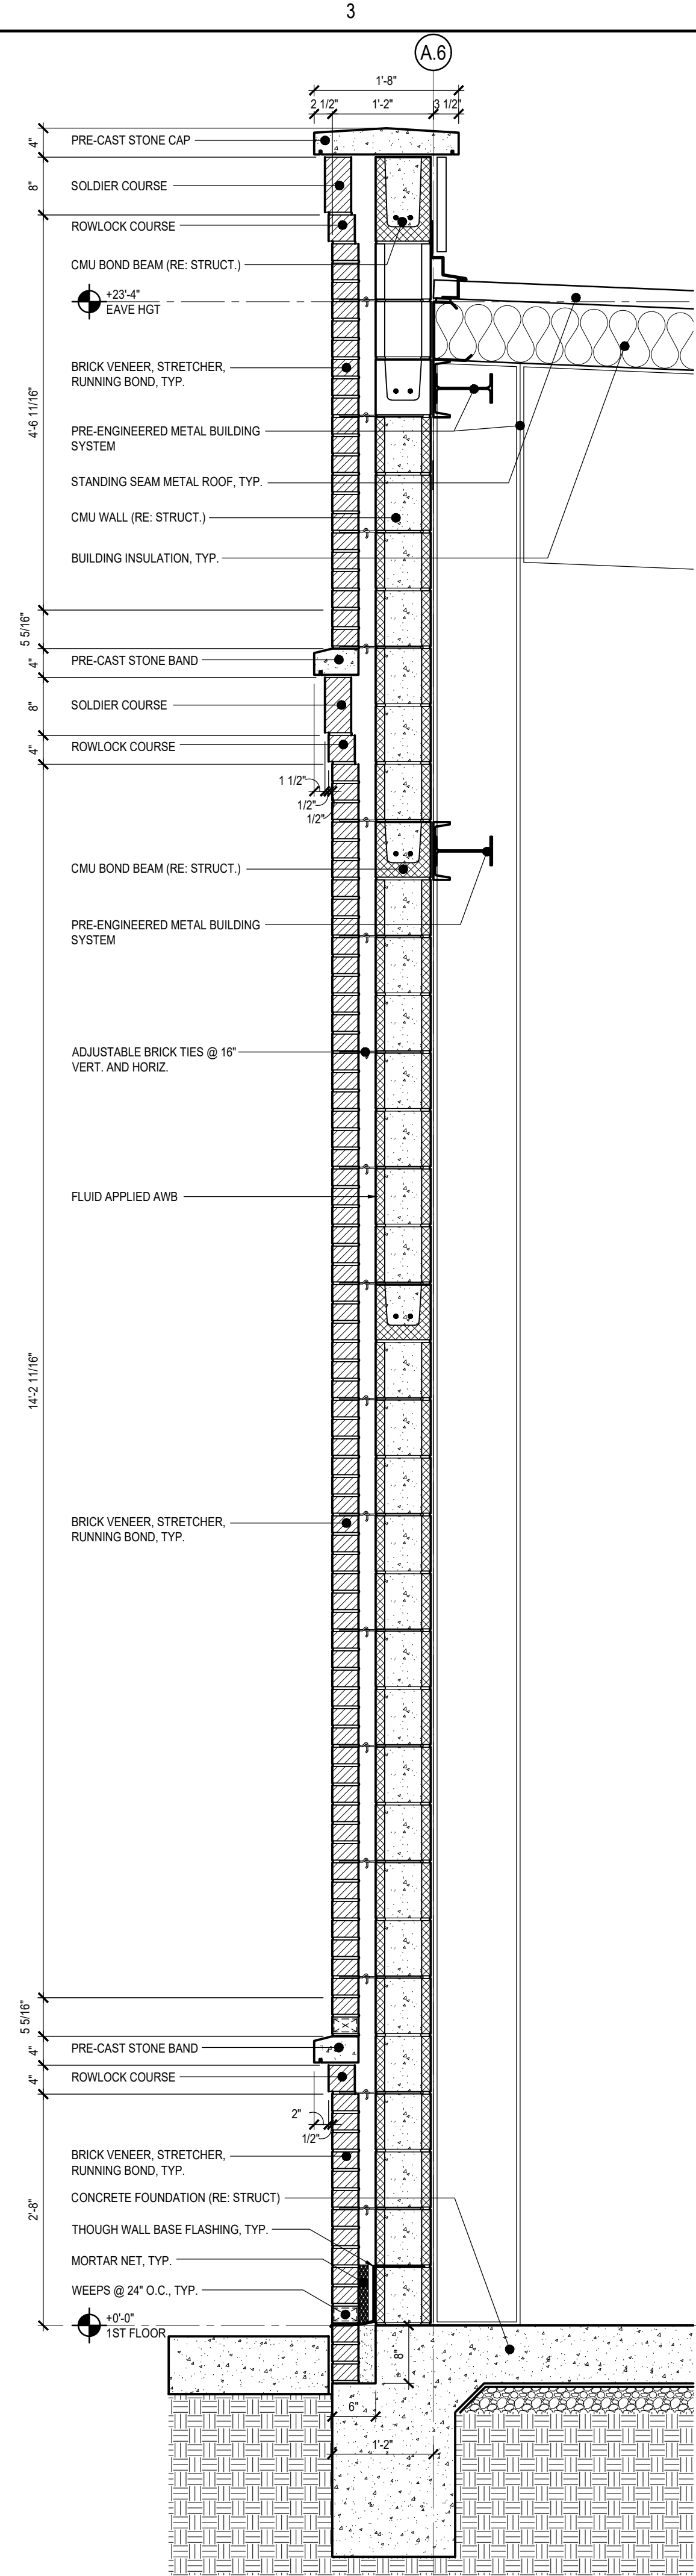 3
A.6
1'-8"
2 1/2"
1'-2"
3 1/2"
4"
PRE-CAST STONE CAP
8"
SOLDIER COURSE
ROWLOCK COURSE
CMU BOND BEAM (RE: STRUCT.)
+23'-4"
EAVE HGT
BRICK VENEER, STRETCHER,
RUNNING BOND, TYP.
4'-6 11/16"
PRE-ENGINEERED METAL BUILDING
SYSTEM
STANDING SEAM METAL ROOF, TYP.
CMU WALL (RE: STRUCT.)
BUILDING INSULATION, TYP.
5 5/16"
4"
PRE-CAST STONE BAND
8"
SOLDIER COURSE
4"
ROWLOCK COURSE
1 1/2"
1/2"
1/2"
CMU BOND BEAM (RE: STRUCT.)
PRE-ENGINEERED METAL BUILDING
SYSTEM
ADJUSTABLE BRICK TIES @ 16"
VERT. AND HORIZ.
FLUID APPLIED AWB
14'-2 11/16"
BRICK VENEER, STRETCHER,
RUNNING BOND, TYP.
5 5/16"
4"
PRE-CAST STONE BAND
4"
ROWLOCK COURSE
2"
1/2"
BRICK VENEER, STRETCHER,
RUNNING BOND, TYP.
2'-8"
CONCRETE FOUNDATION (RE: STRUCT)
THOUGH WALL BASE FLASHING, TYP.
MORTAR NET, TYP.
WEEPS @ 24" O.C., TYP.
+0'-0"
1ST FLOOR
8"
6"
1'-2"